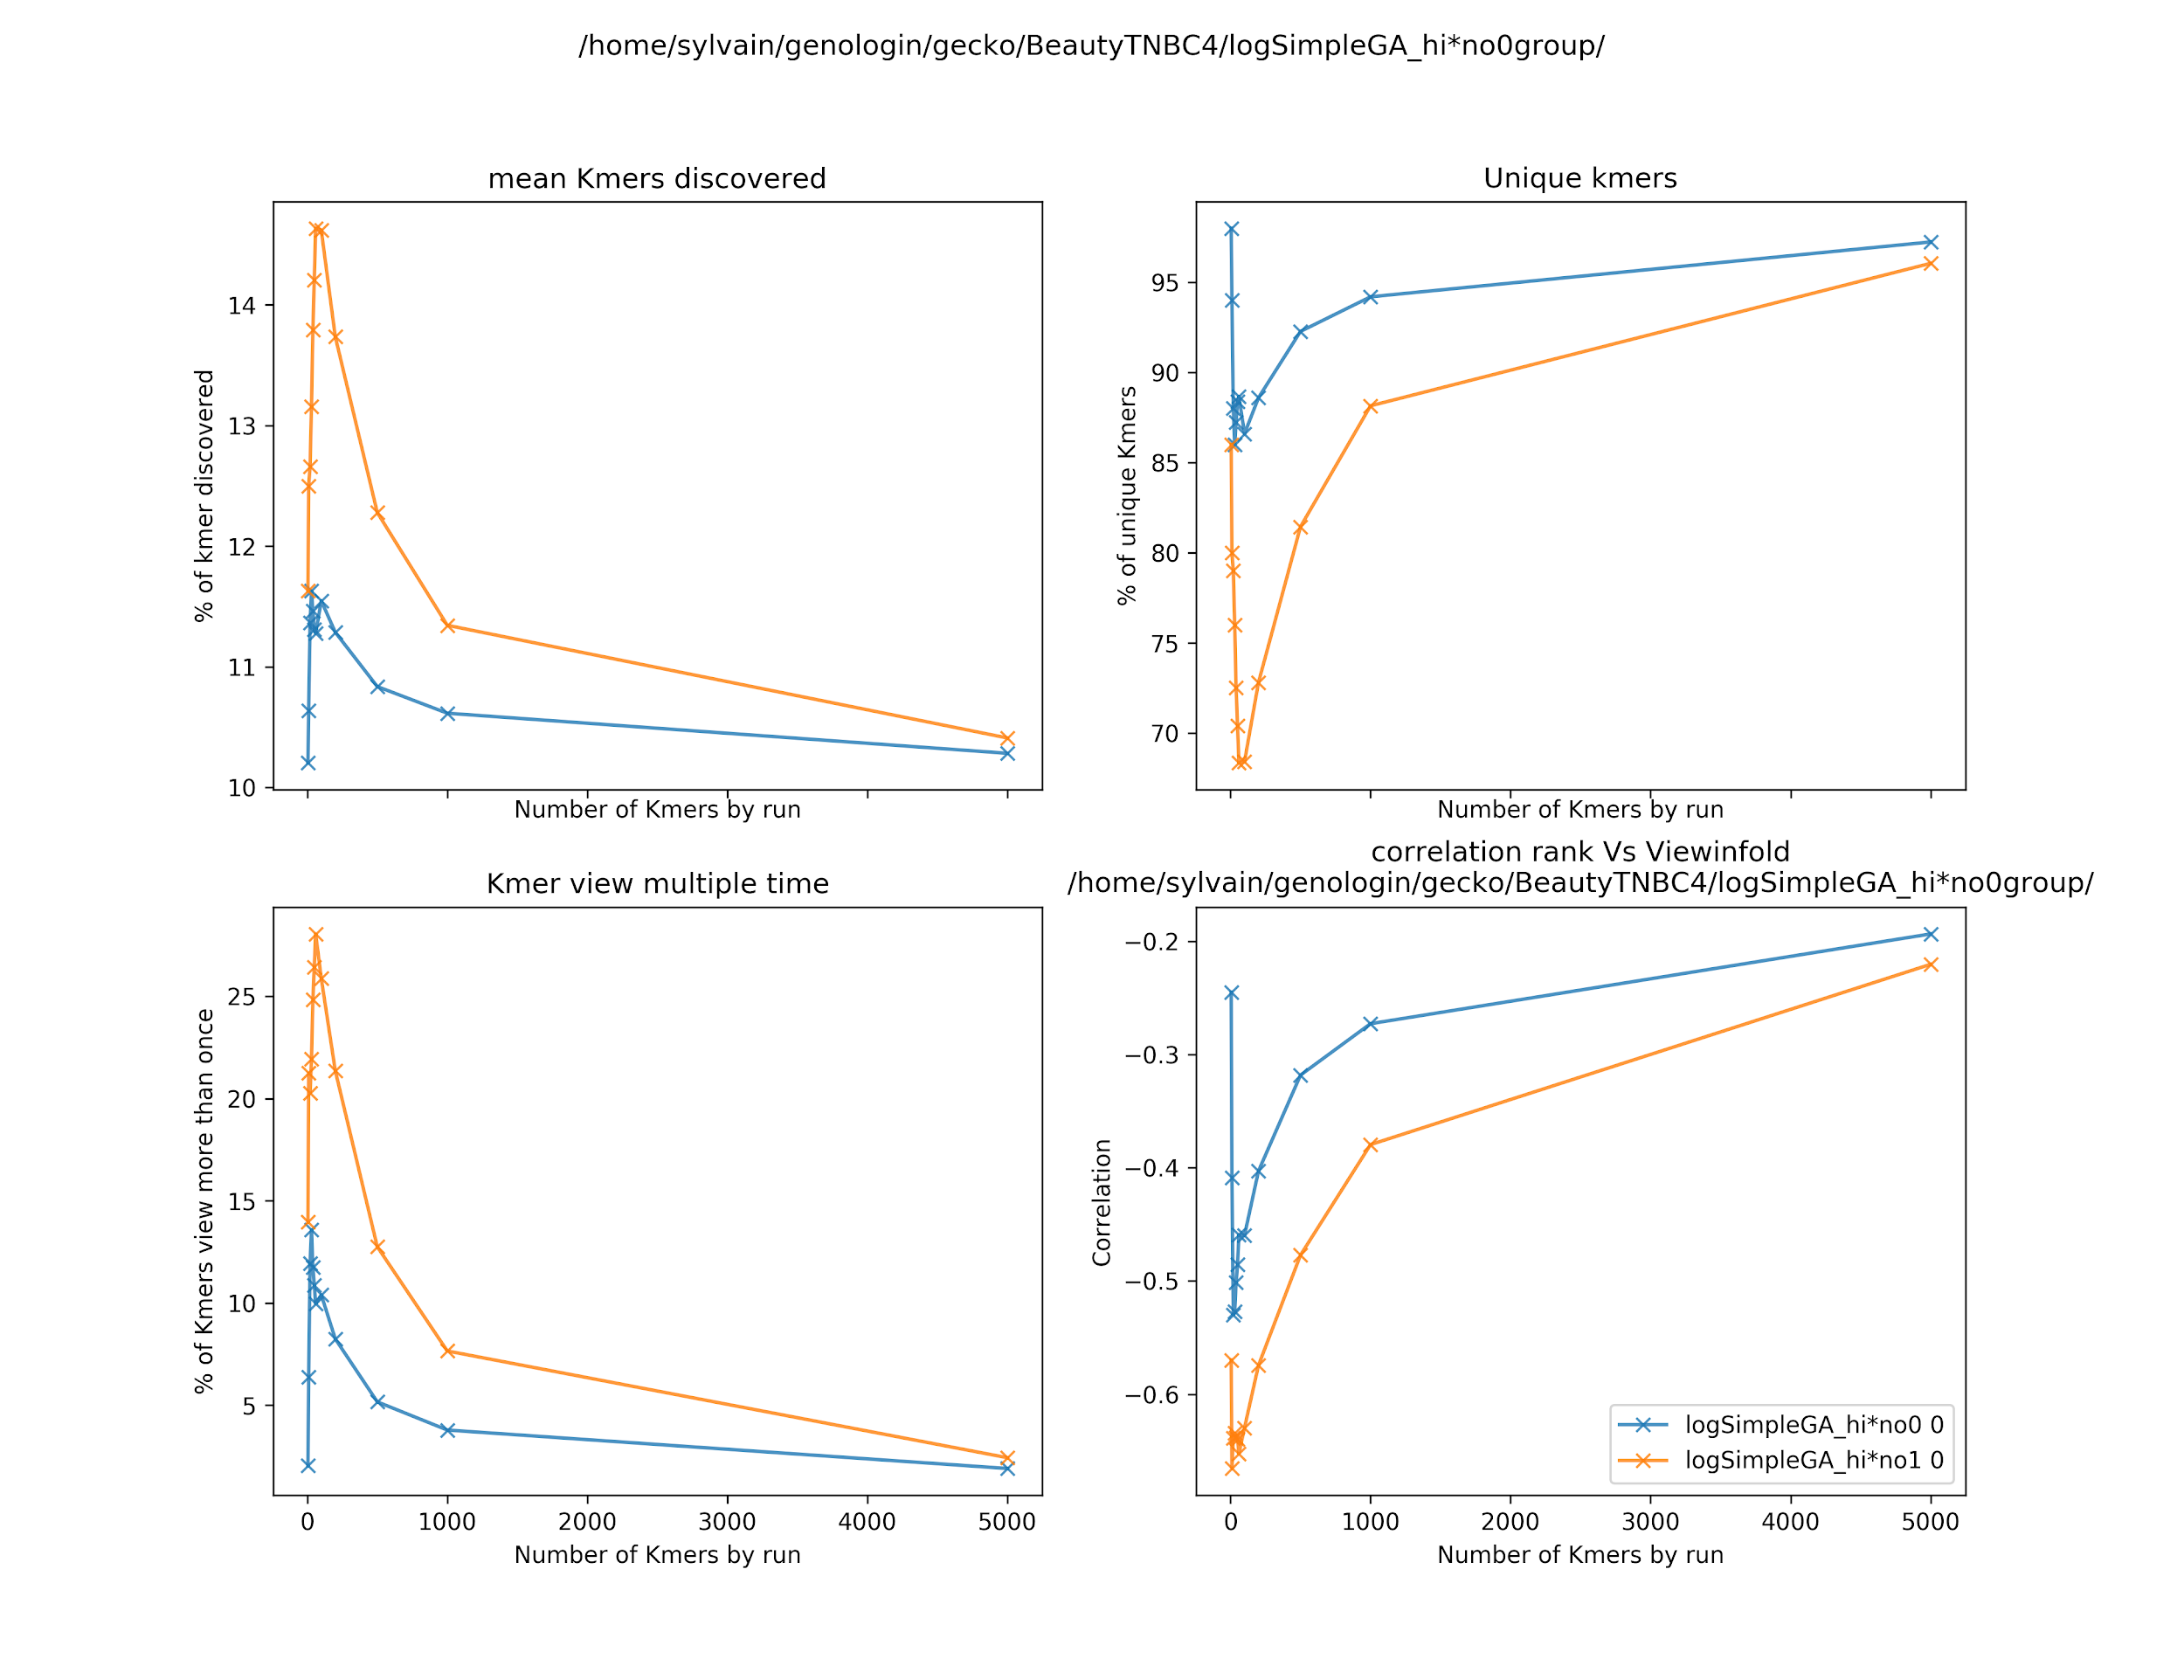 /home/sylvain/genologin/gecko/BeautyTNBC4/logSimpleGA_hi*no0group/
mean Kmers discovered
% of kmer discovered
14
13
12
11
10
Number of Kmers by run
Unique kmers
% of unique Kmers
95
90
85
80
75
70
Number of Kmers by run
Kmer view multiple time
% of Kmers view more than once
25
20
15
10
5
0 1000 2000 3000 4000 5000
Number of Kmers by run
correlation rank Vs Viewinfold
/home/sylvain/genologin/gecko/BeautyTNBC4/logSimpleGA_hi*no0group/
Correlation
−0.2
−0.3
−0.4
−0.5
−0.6
logSimpleGA_hi*no0 0
logSimpleGA_hi*no1 0
0 1000 2000 3000 4000 5000
Number of Kmers by run